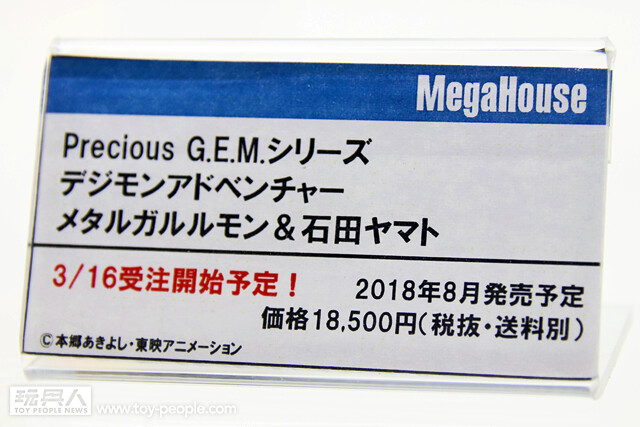 MegaHouse
Precious G.E.M.シリーズ
デジモンアドベンチャー
メタルガルルモン＆石田ヤマト
3/16受注開始予定！
2018年8月発売予定
価格18,500円（税抜・送料別）
©本郷あきよし・東映アニメーション
玩具人
TOY PEOPLE NEWS
www.toy-people.com